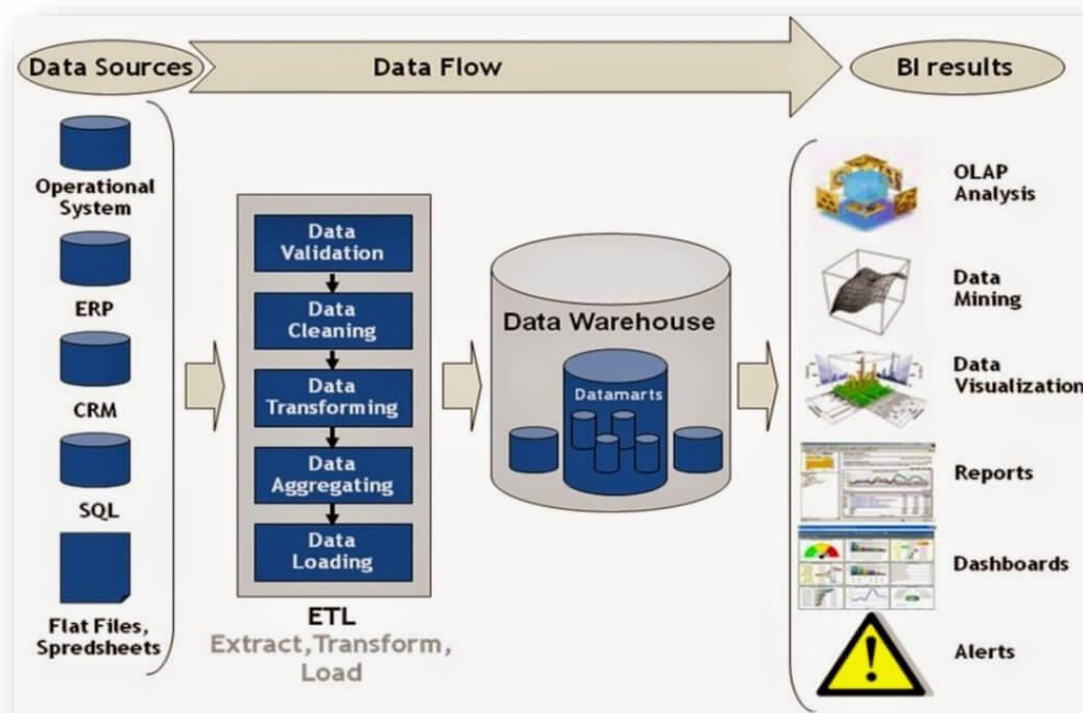 Data Sources
Data Flow
BI results
Operational
System
ERP
CRM
SQL
Flat Files,
Spredsheets
Data
Validation
Data
Cleaning
Data
Transforming
Data
Aggregating
Data
Loading
ETL
Extract,Transform,
Load
Data Warehouse
Datamarts
OLAP
Analysis
Data
Mining
Data
Visualization
Reports
Dashboards
Alerts